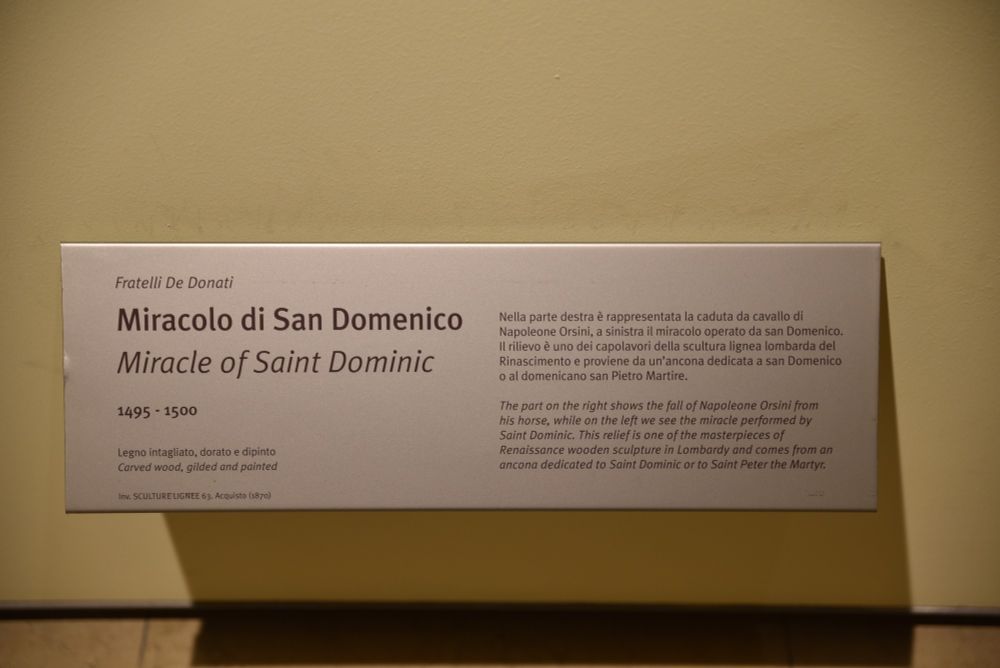 Fratelli De Donati
Miracolo di San Domenico
Miracle of Saint Dominic
1495 - 1500
Legno intagliato, dorato e dipinto
Carved wood, gilded and painted
Inv. SCULTURE LIGNEE 63. Acquisto (1870)
Nella parte destra è rappresentata la caduta da cavallo di
Napoleone Orsini, a sinistra il miracolo operato da san Domenico.
Il rilievo è uno dei capolavori della scultura lignea lombarda del
Rinascimento e proviene da un'ancona dedicata a san Domenico
o al domenicano san Pietro Martire.
The part on the right shows the fall of Napoleone Orsini from
his horse, while on the left we see the miracle performed by
Saint Dominic. This relief is one of the masterpieces of
Renaissance wooden sculpture in Lombardy and comes from an
ancona dedicated to Saint Dominic or to Saint Peter the Martyr.